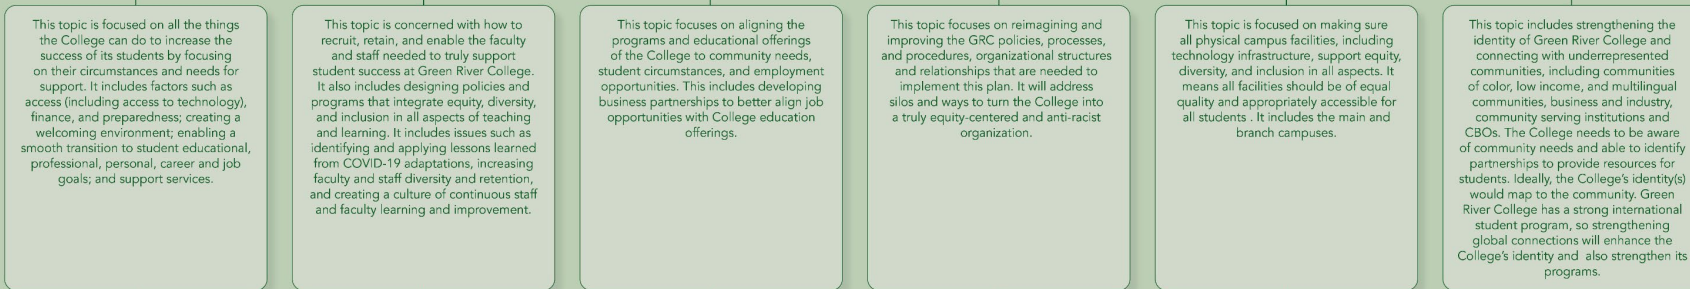 This topic is focused on all the things
the College can do to increase the
success of its students by focusing
on their circumstances and needs for
support. It includes factors such as
access (including access to technology),
finance, and preparedness; creating a
welcoming environment; enabling a
smooth transition to student educational,
professional, personal, career and job
goals; and support services.
This topic is concerned with how to
recruit, retain, and enable the faculty
and staff needed to truly support
student success at Green River College.
It also includes designing policies and
programs that integrate equity, diversity,
and inclusion in all aspects of teaching
and learning. It includes issues such as
identifying and applying lessons learned
from COVID-19 adaptations, increasing
faculty and staff diversity and retention,
and creating a culture of continuous staff
and faculty learning and improvement.
This topic focuses on aligning the
programs and educational offerings
of the College to community needs,
student circumstances, and employment
opportunities. This includes developing
business partnerships to better align job
opportunities with College education
offerings.
This topic focuses on reimagining and
improving the GRC policies, processes,
and procedures, organizational structures
and relationships that are needed to
implement this plan. It will address
silos and ways to turn the College into
a truly equity-centered and anti-racist
organization.
This topic is focused on making sure
all physical campus facilities, including
technology infrastructure, support equity,
diversity, and inclusion in all aspects. It
means all facilities should be of equal
quality and appropriately accessible for
all students . It includes the main and
branch campuses.
This topic includes strengthening the
identity of Green River College and
connecting with underrepresented
communities, including communities
of color, low income, and multilingual
communities, business and industry,
community serving institutions and
CBOs. The College needs to be aware
of community needs and able to identify
partnerships to provide resources for
students. Ideally, the College's identity(s)
would map to the community. Green
River College has a strong international
student program, so strengthening
global connections will enhance the
College's identity and also strengthen its
programs.